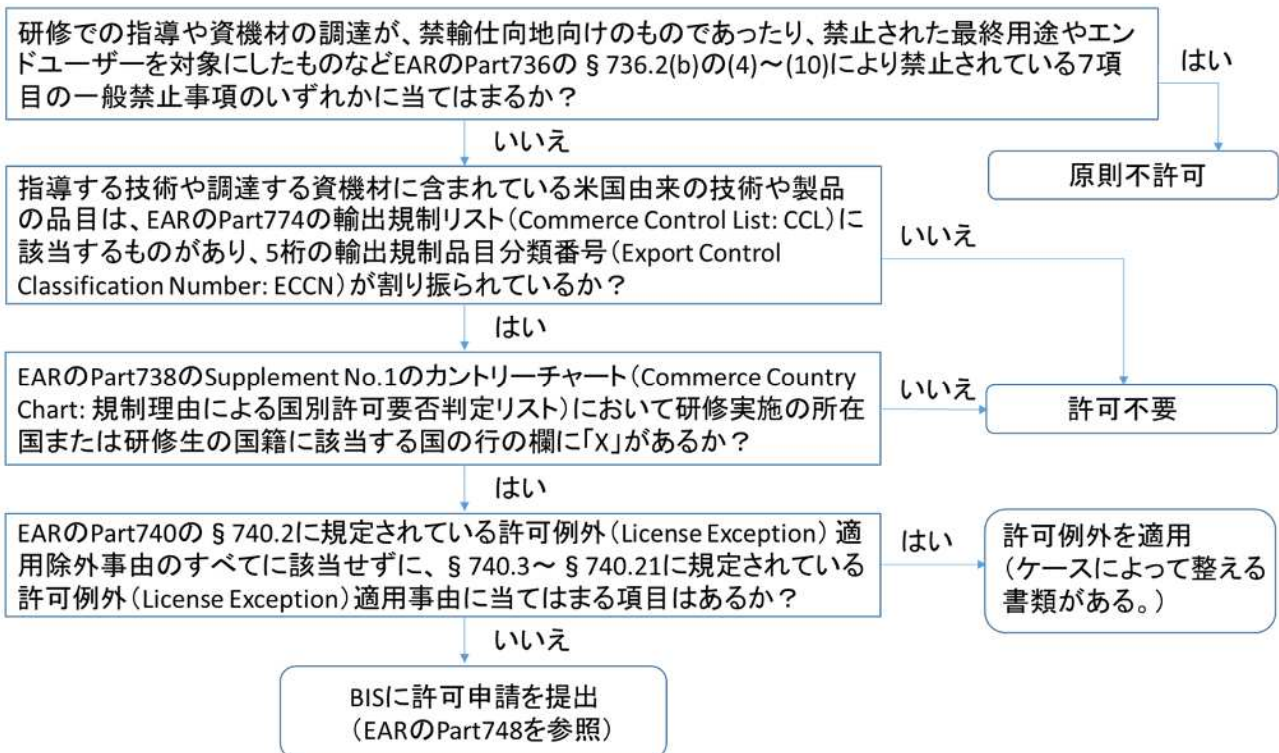 研修での指導や資機材の調達が、禁輸仕向地向けのものであったり、禁止された最終用途やエン
ドユーザーを対象にしたものなどEARのPart736の§736.2(b)の(4)～(10)により禁止されている7項
目の一般禁止事項のいずれかに当てはまるか？
はい
いいえ
原則不許可
指導する技術や調達する資機材に含まれている米国由来の技術や製品
の品目は、EARのPart774の輸出規制リスト（Commerce Control List: CCL）に
該当するものがあり、5桁の輸出規制品目分類番号（Export Control
Classification Number: ECCN）が割り振られているか？
いいえ
はい
EARのPart738のSupplement No.1のカントリーチャート（Commerce Country
Chart: 規制理由による国別許可要否判定リスト）において研修実施の所在
国または研修生の国籍に該当する国の行の欄に「X」があるか？
いいえ
許可不要
はい
EARのPart740の§740.2に規定されている許可例外（License Exception）適
用除外事由のすべてに該当せずに、§740.3～§740.21に規定されている
許可例外（License Exception）適用事由に当てはまる項目はあるか？
はい
許可例外を適用
（ケースによって整える
書類がある。）
いいえ
BISに許可申請を提出
（EARのPart748を参照）